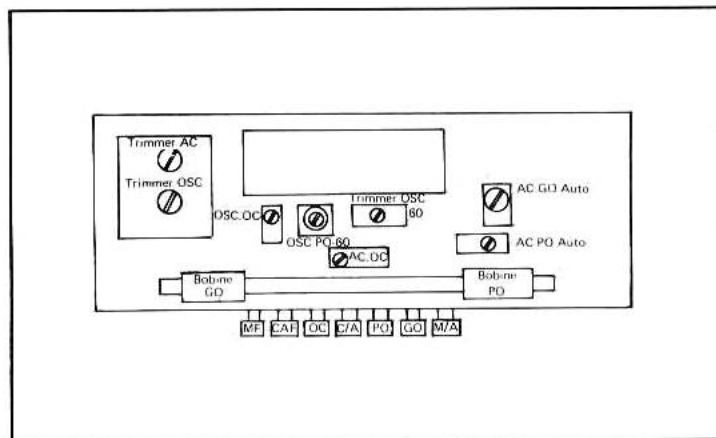 Trimmer AC
Trimmer OSC
OSC.OC
OSC PO-60
Trimmer OSC
60
AC.OC
AC GO Auto
AC PO Auto
Bobine
GO
Bobine
PO
MF CAF OC C/A PO GO M/A